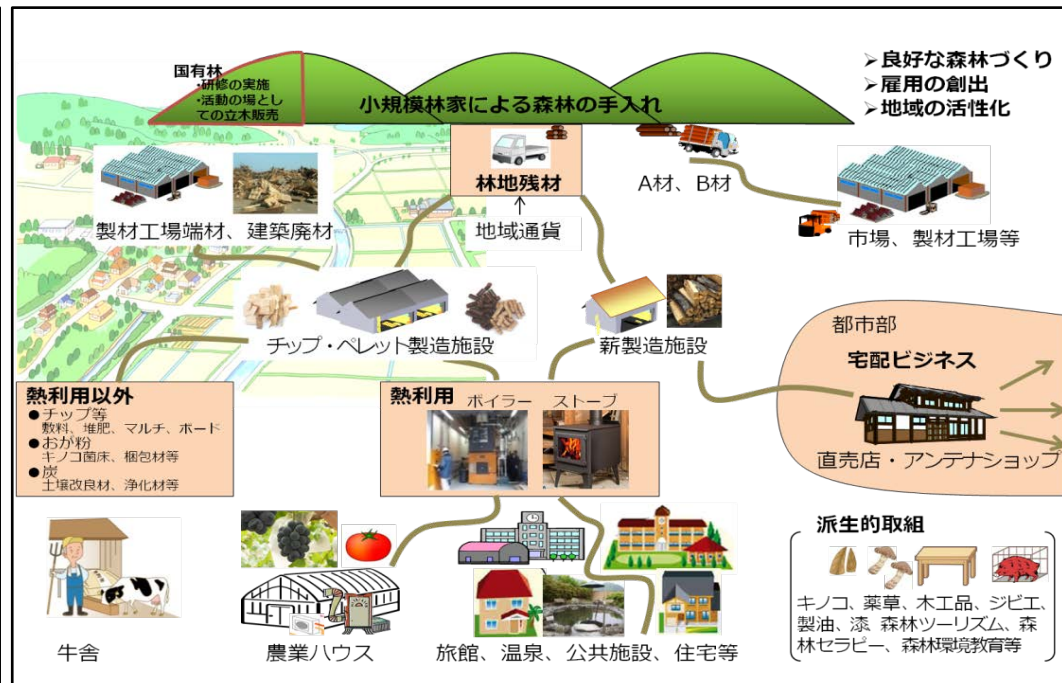 国有林
・研修の実施
・活動の場とし
ての立木販売
小規模林家による森林の手入れ
➢良好な森林づくり
➢雇用の創出
➢地域の活性化
林地残材
A材、B材
製材工場端材、建築廃材
地域通貨
市場、製材工場等
チップ・ペレット製造施設
薪製造施設
都市部
宅配ビジネス
直売店・アンテナショップ
熱利用以外
●チップ等
敷料、堆肥、マルチ、ボード
●おが粉
キノコ菌床、梱包材等
●炭
土壌改良材、浄化材等
熱利用 ボイラー ストーブ
牛舎
農業ハウス
旅館、温泉、公共施設、住宅等
派生的取組
キノコ、薬草、木工品、ジビエ、
製油、漆 森林ツーリズム、森
林セラピー、森林環境教育等